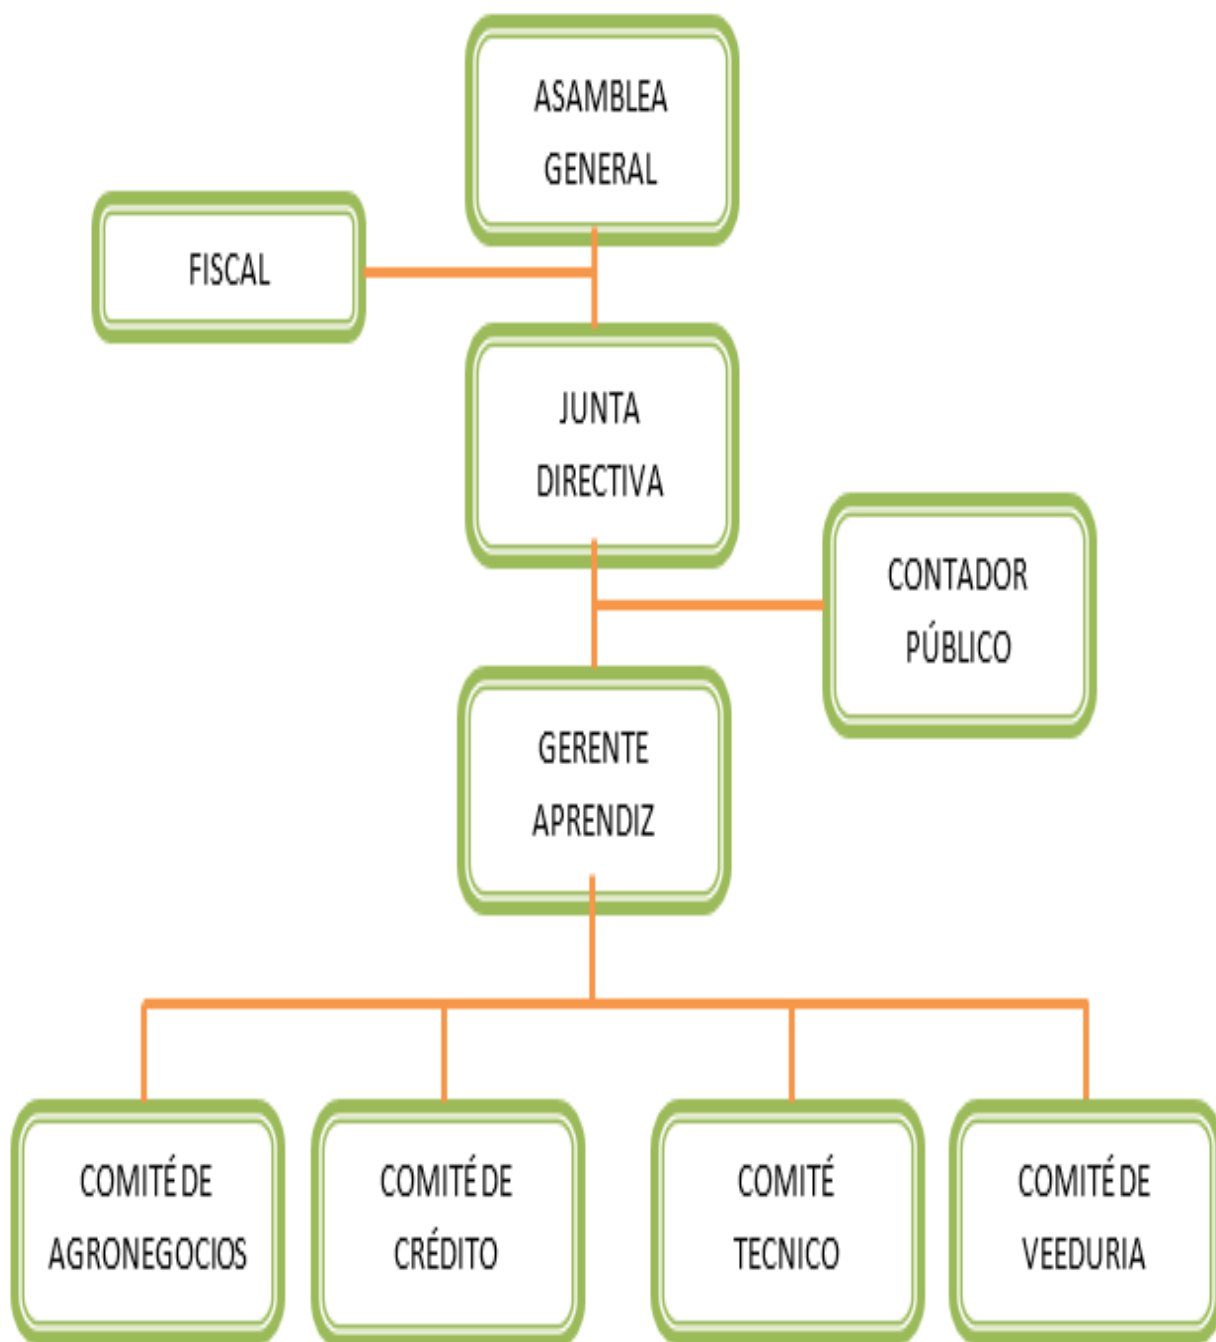 ASAMBLEA
GENERAL
FISCAL
JUNTA
DIRECTIVA
CONTADOR
PÚBLICO
GERENTE
APRENDIZ
COMITÉ DE
AGRONEGOCIOS
COMITÉ DE
CRÉDITO
COMITÉ
TECNICO
COMITÉ DE
VEEDURIA